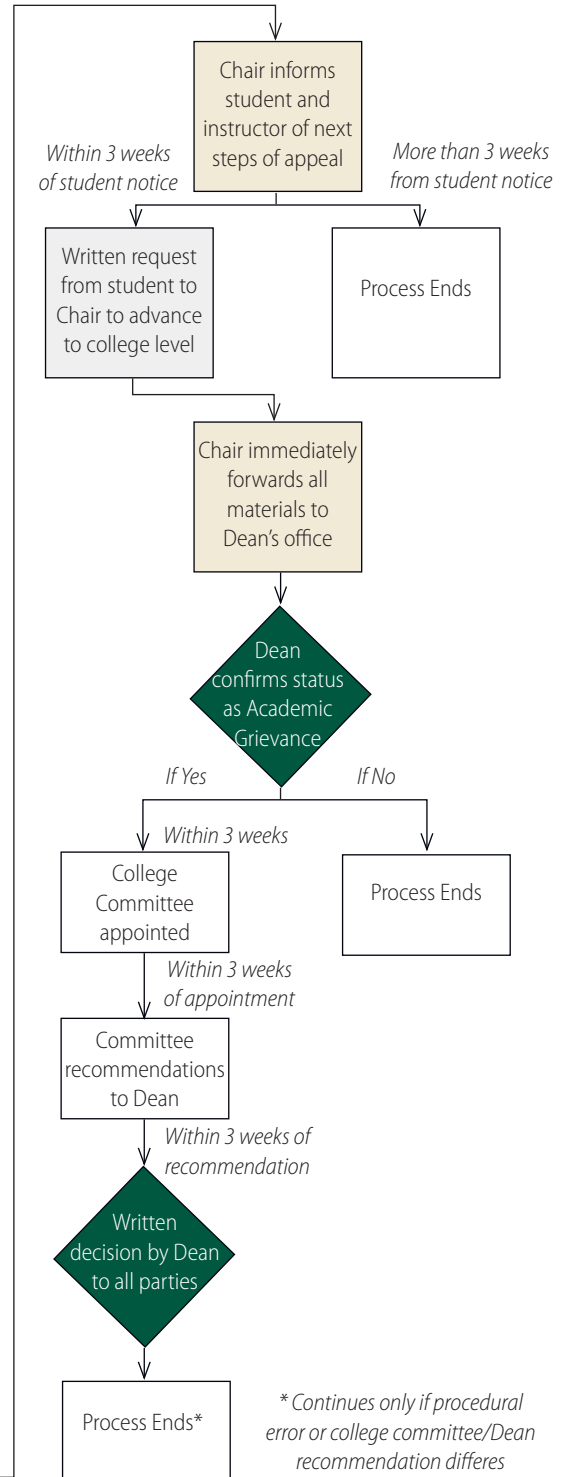 Chair informs
student and
instructor of next
steps of appeal
Within 3 weeks
of student notice
More than 3 weeks
from student notice
Written request
from student to
Chair to advance
to college level
Process Ends
Chair immediately
forwards all
materials to
Dean’s office
Dean
confirms status
as Academic
Grievance
If Yes
If No
Within 3 weeks
College
Committee
appointed
Process Ends
Within 3 weeks
of appointment
Committee
recommendations
to Dean
Within 3 weeks of
recommendation
Written
decision by Dean
to all parties
Process Ends*
* Continues only if procedural
error or college committee/Dean
recommendation differes